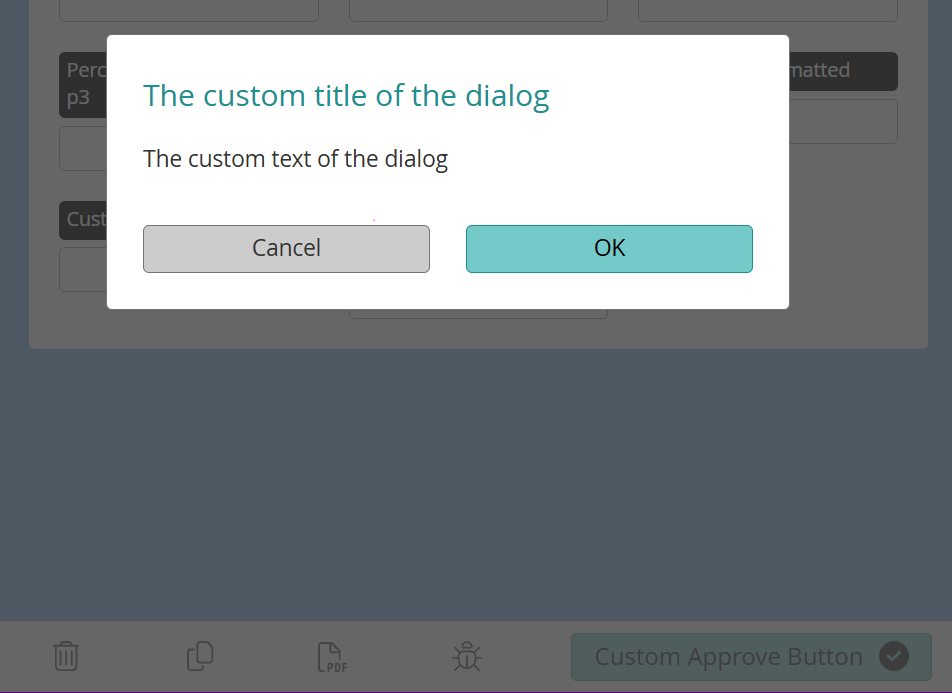 Perc
matted
p3
The custom title of the dialog
The custom text of the dialog
Cust
Cancel
OK
PDF
Custom Approve Button